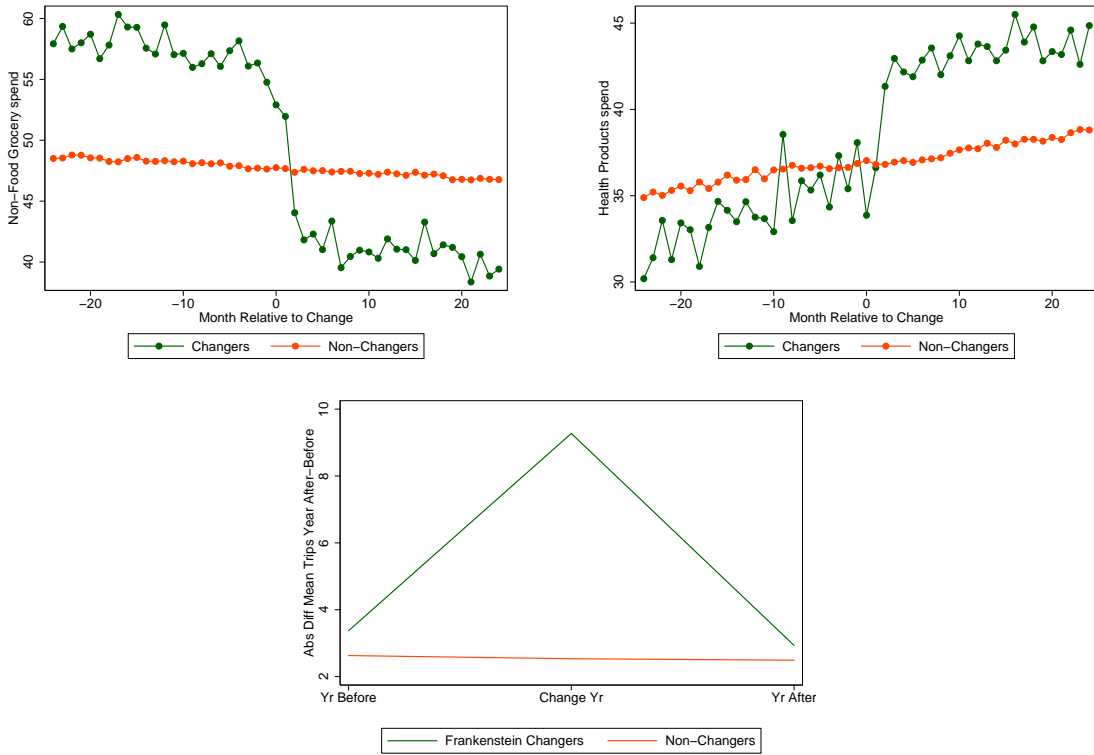 Non−Food Grocery spend
60
55
50
45
40
−20 −10 0 10 20
Month Relative to Change
Changers Non−Changers
Health Products spend
45
40
35
30
−20 −10 0 10 20
Month Relative to Change
Changers Non−Changers
Abs Diff Mean Trips Year After−Before
10
8
6
4
2
Yr Before Change Yr Yr After
Frankenstein Changers Non−Changers